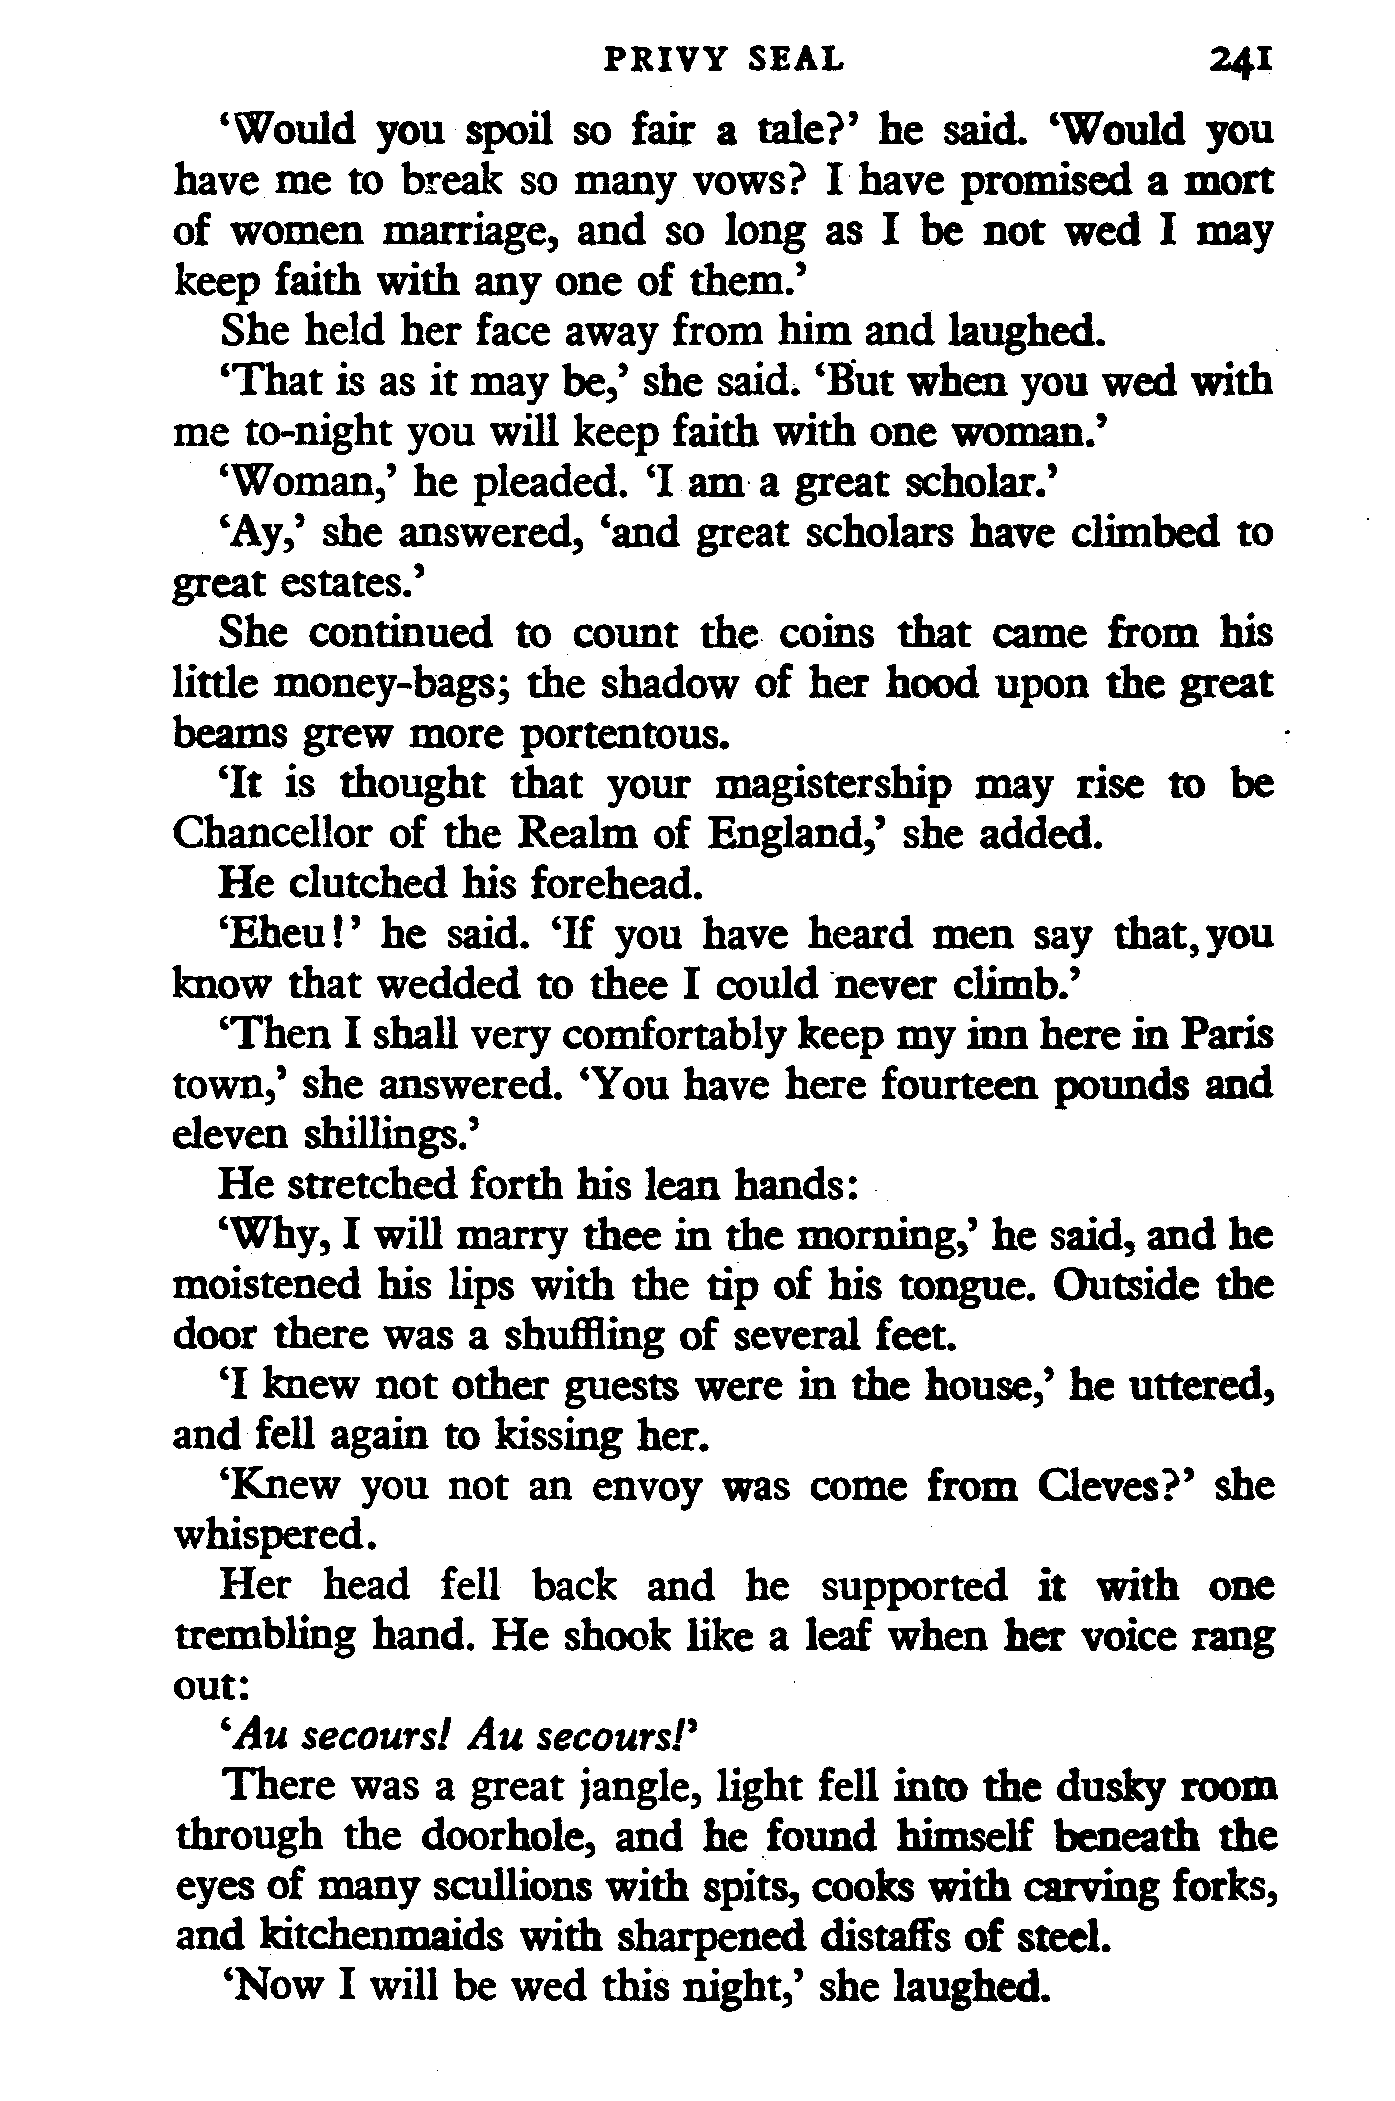 PRIVY SEAL 241
‘Would you spoil so fair a tale?’ he said. ‘Would you
have me to break so many vows? I have promised a mort
of women marriage, and so long as I be not wed I may
keep faith with any one of them.’
She held her face away from him and laughed.
‘That is as it may be,’ she said. ‘But when you wed with
me to-night you will keep faith with one woman.’
‘Woman,’ he pleaded. ‘I am a great scholar.’
‘Ay,’ she answered, ‘and great scholars have climbed to
great estates.’
She continued to count the coins that came from his
little money-bags; the shadow of her hood upon the great
beams grew more portentous.
‘It is thought that your magistership may rise to be
Chancellor of the Realm of England,’ she added.
He clutched his forehead.
‘Eheu!’ he said. ‘If you have heard men say that, you
know that wedded to thee I could never climb.’
‘Then I shall very comfortably keep my inn here in Paris
town,’ she answered. ‘You have here fourteen pounds and
eleven shillings.’
He stretched forth his lean hands:
‘Why, I will marry thee in the morning,’ he said, and he
moistened his lips with the tip of his tongue. Outside the
door there was a shuffling of several feet.
‘I knew not other guests were in the house,’ he uttered,
and fell again to kissing her.
‘Knew you not an envoy was come from Cleves?’ she
whispered.
Her head fell back and he supported it with one
trembling hand. He shook like a leaf when her voice rang
out:
‘Au secours! Au secours!’
There was a great jangle, light fell into the dusky room
through the doorhole, and he found himself beneath the
eyes of many scullions with spits, cooks with carving forks,
and kitchenmaids with sharpened distaffs of steel.
‘Now I will be wed this night,’ she laughed.